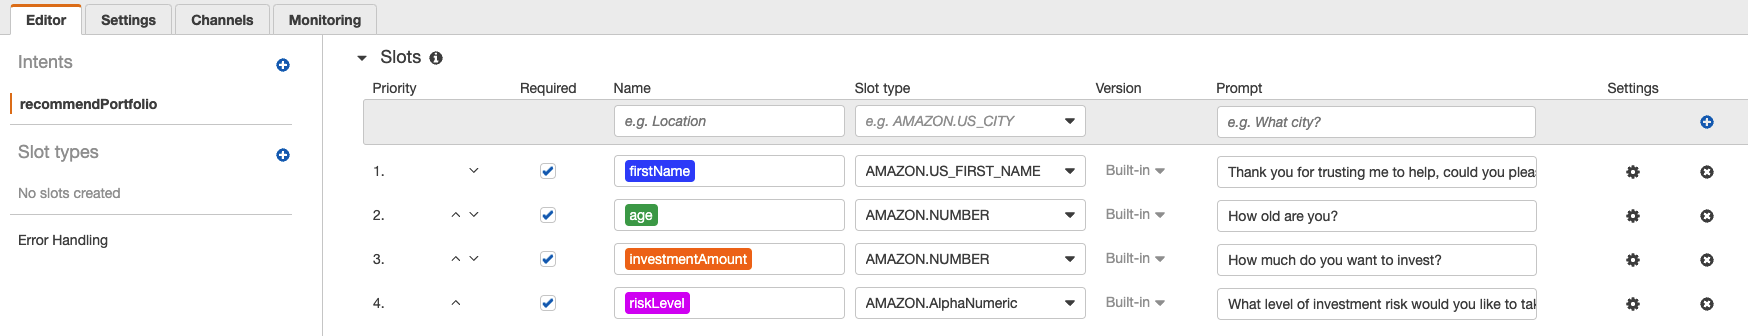 Editor Settings Channels Monitoring
Intents
recommendPortfolio
Slot types
No slots created
Error Handling
Slots
Priority Required Name Slot type Version Prompt Settings
e.g. Location e.g. AMAZON.US_CITY e.g. What city?
1. firstName AMAZON.US_FIRST_NAME Built-in Thank you for trusting me to help, could you plea
2. age AMAZON.NUMBER Built-in How old are you?
3. investmentAmount AMAZON.NUMBER Built-in How much do you want to invest?
4. riskLevel AMAZON.AlphaNumeric Built-in What level of investment risk would you like to tak